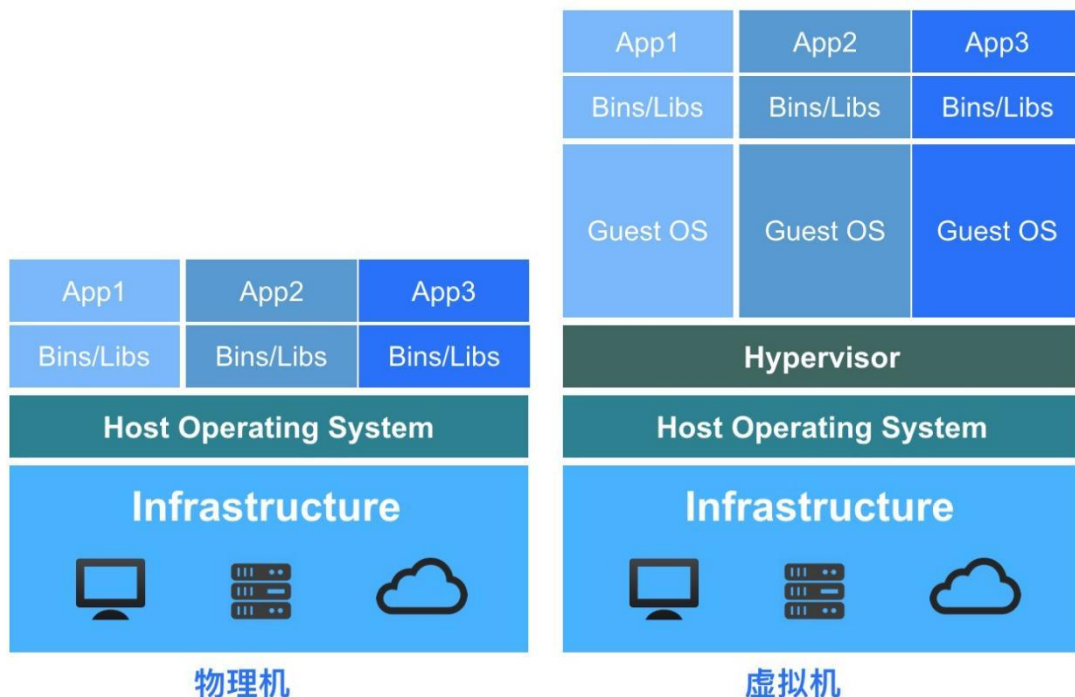 App1 App2 App3
Bins/Libs Bins/Libs Bins/Libs
Host Operating System
Infrastructure
物理机
App1 App2 App3
Bins/Libs Bins/Libs Bins/Libs
Guest OS Guest OS Guest OS
Hypervisor
Host Operating System
Infrastructure
虚拟机